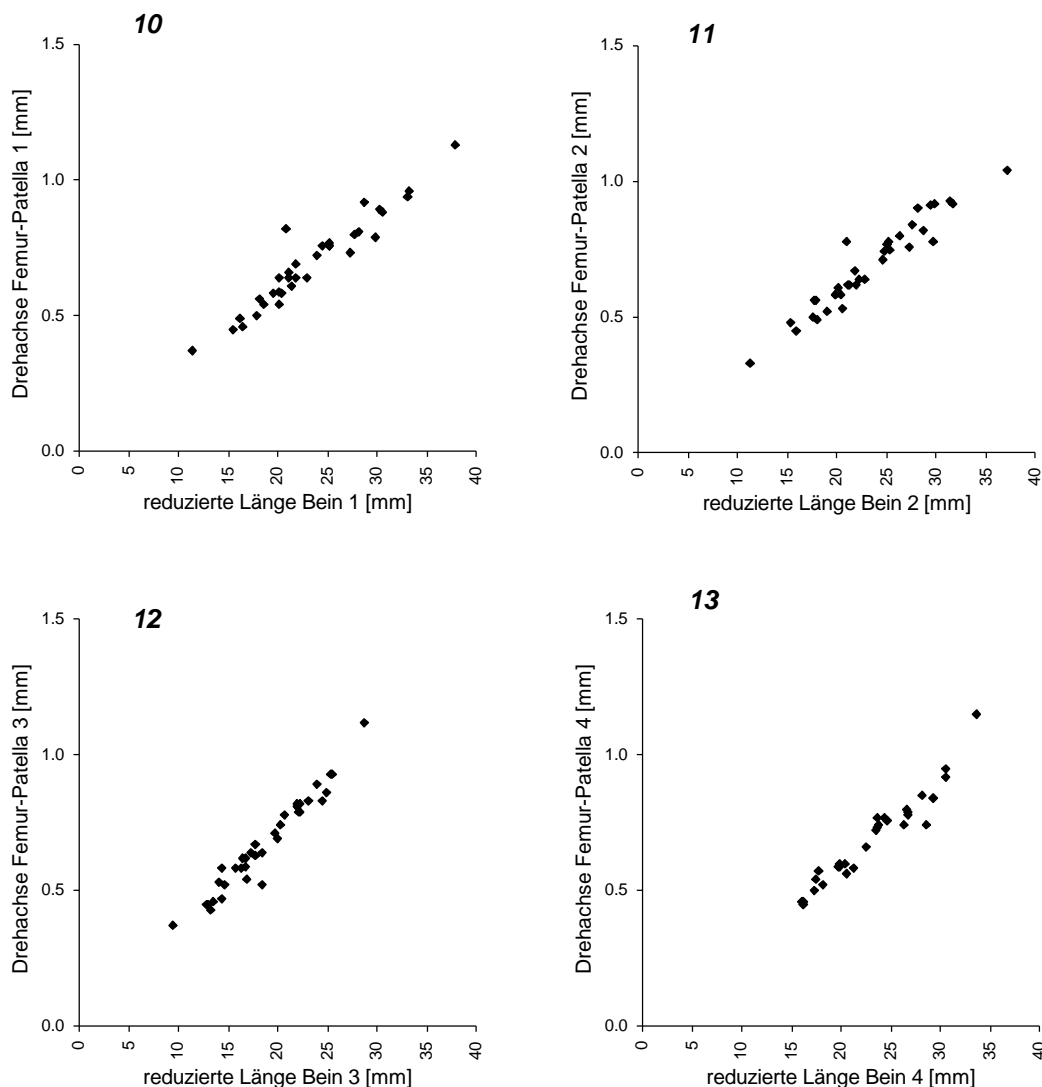 10
1.5
1.0
0.5
0.0
Drehachse Femur-Patella 1 [mm]
0 5 10 15 20 25 30 35 40
reduzierte Länge Bein 1 [mm]
11
1.5
1.0
0.5
0.0
Drehachse Femur-Patella 2 [mm]
0 5 10 15 20 25 30 35 40
reduzierte Länge Bein 2 [mm]
12
1.5
1.0
0.5
0.0
Drehachse Femur-Patella 3 [mm]
0 5 10 15 20 25 30 35 40
reduzierte Länge Bein 3 [mm]
13
1.5
1.0
0.5
0.0
Drehachse Femur-Patella 4 [mm]
0 5 10 15 20 25 30 35 40
reduzierte Länge Bein 4 [mm]